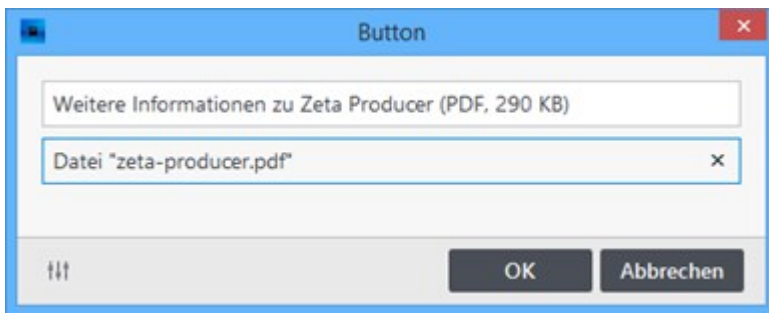 Button
Weitere Informationen zu Zeta Producer (PDF, 290 KB)
Datei "zeta-producer.pdf"
OK
Abbrechen